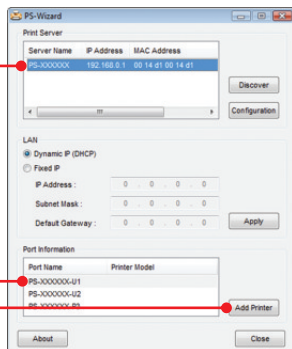 PS-Wizard
Print Server
Server Name IP Address MAC Address
PS-XXXXXX 192.168.0.1 00 14 d1 00 14 d1
Discover
Configuration
LAN
Dynamic IP (DHCP)
Fixed IP
IP Address : 0 . 0 . 0 . 0
Subnet Mask : 0 . 0 . 0 . 0
Default Gateway : 0 . 0 . 0 . 0
Apply
Port Information
Port Name Printer Model
PS-XXXXXX-U1
PS-XXXXXX-U2
Add Printer
About Close